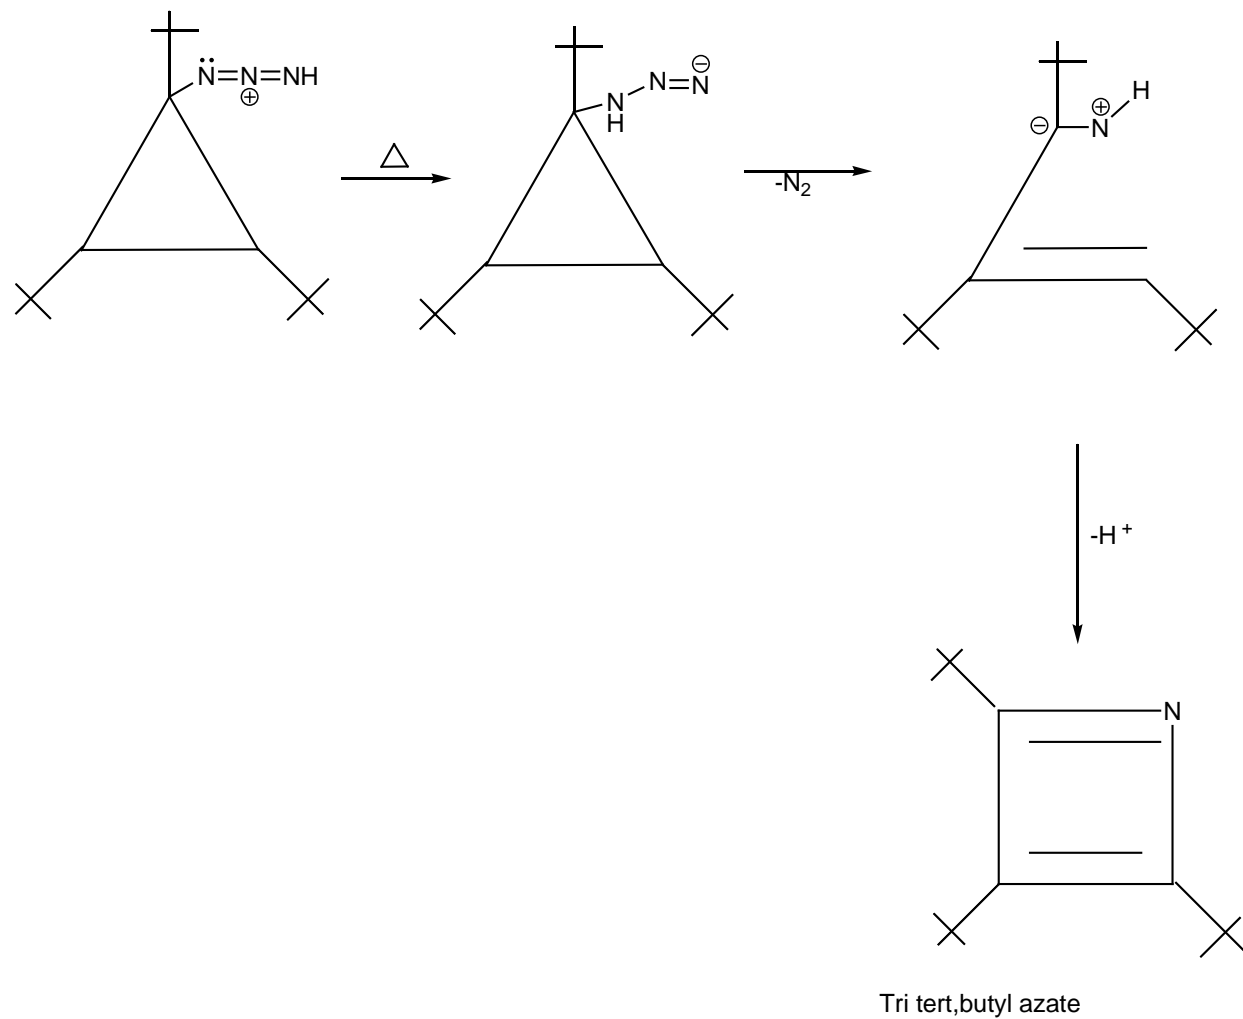 N=N=NH
⊕
N
H
N=N
⊖
-N2
⊖
N
⊕
H
-H +
N
Tri tert,butyl azate